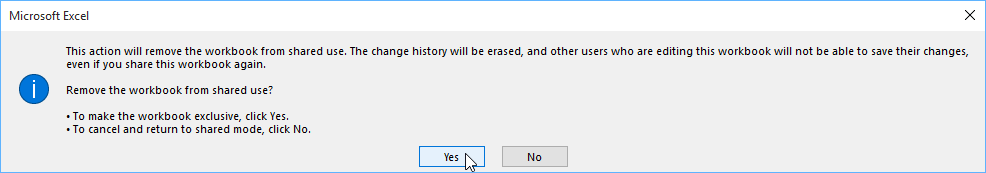 Microsoft Excel
This action will remove the workbook from shared use. The change history will be erased, and other users who are editing this workbook will not be able to save their changes,
even if you share this workbook again.
Remove the workbook from shared use?
• To make the workbook exclusive, click Yes.
• To cancel and return to shared mode, click No.
Yes No